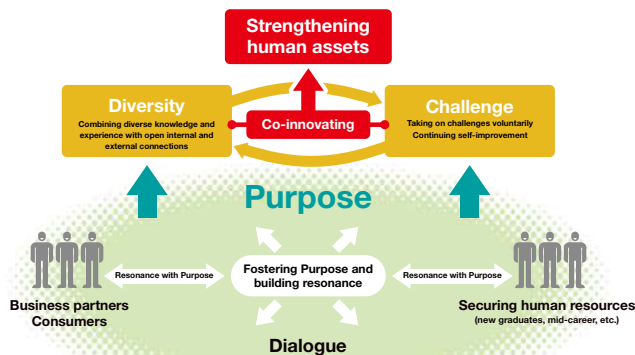 Strengthening
human assets
Diversity
Combining diverse knowledge and
experience with open internal and
external connections
Co-innovating
Challenge
Taking on challenges voluntarily
Continuing self-improvement
Purpose
Resonance with Purpose
Fostering Purpose and
building resonance
Resonance with Purpose
Business partners
Consumers
Securing human resources
(new graduates, mid-career, etc.)
Dialogue